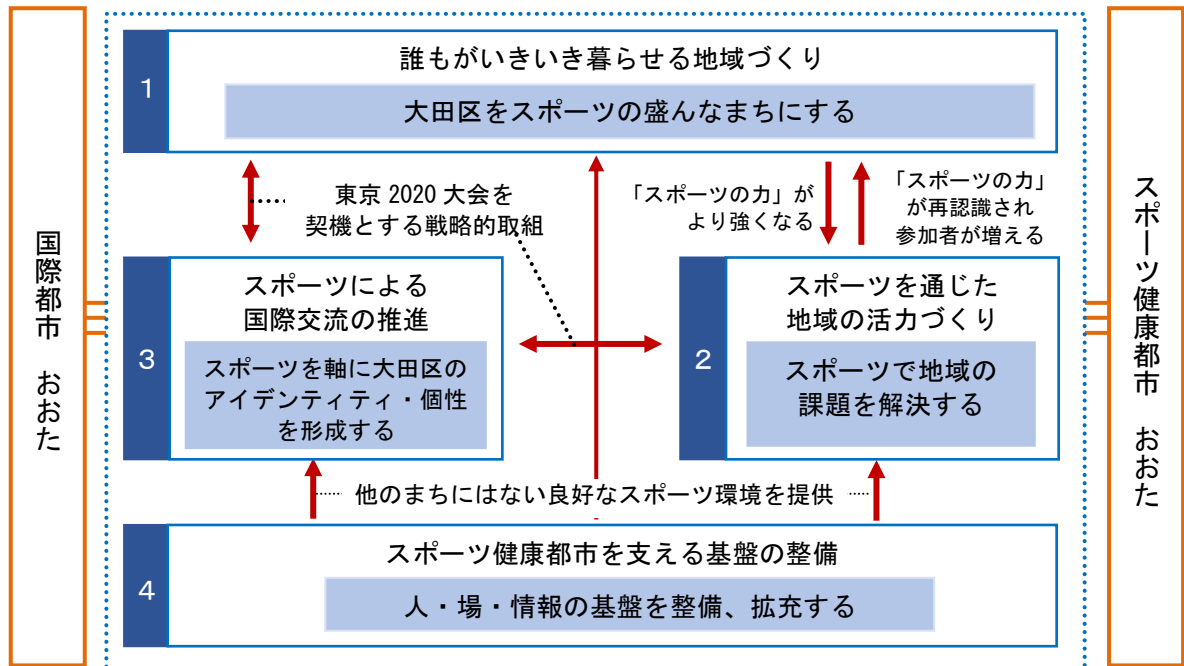 国際都市 おおた
1
誰もがいきいき暮らせる地域づくり
大田区をスポーツの盛んなまちにする
東京 2020 大会を
契機とする戦略的取組
「スポーツの力」が
より強くなる
「スポーツの力」
が再認識され
参加者が増える
3
スポーツによる
国際交流の推進
スポーツを軸に大田区の
アイデンティティ・個性
を形成する
2
スポーツを通じた
地域の活力づくり
スポーツで地域の
課題を解決する
他のまちにはない良好なスポーツ環境を提供
4
スポーツ健康都市を支える基盤の整備
人・場・情報の基盤を整備、拡充する
スポーツ健康都市 おおた